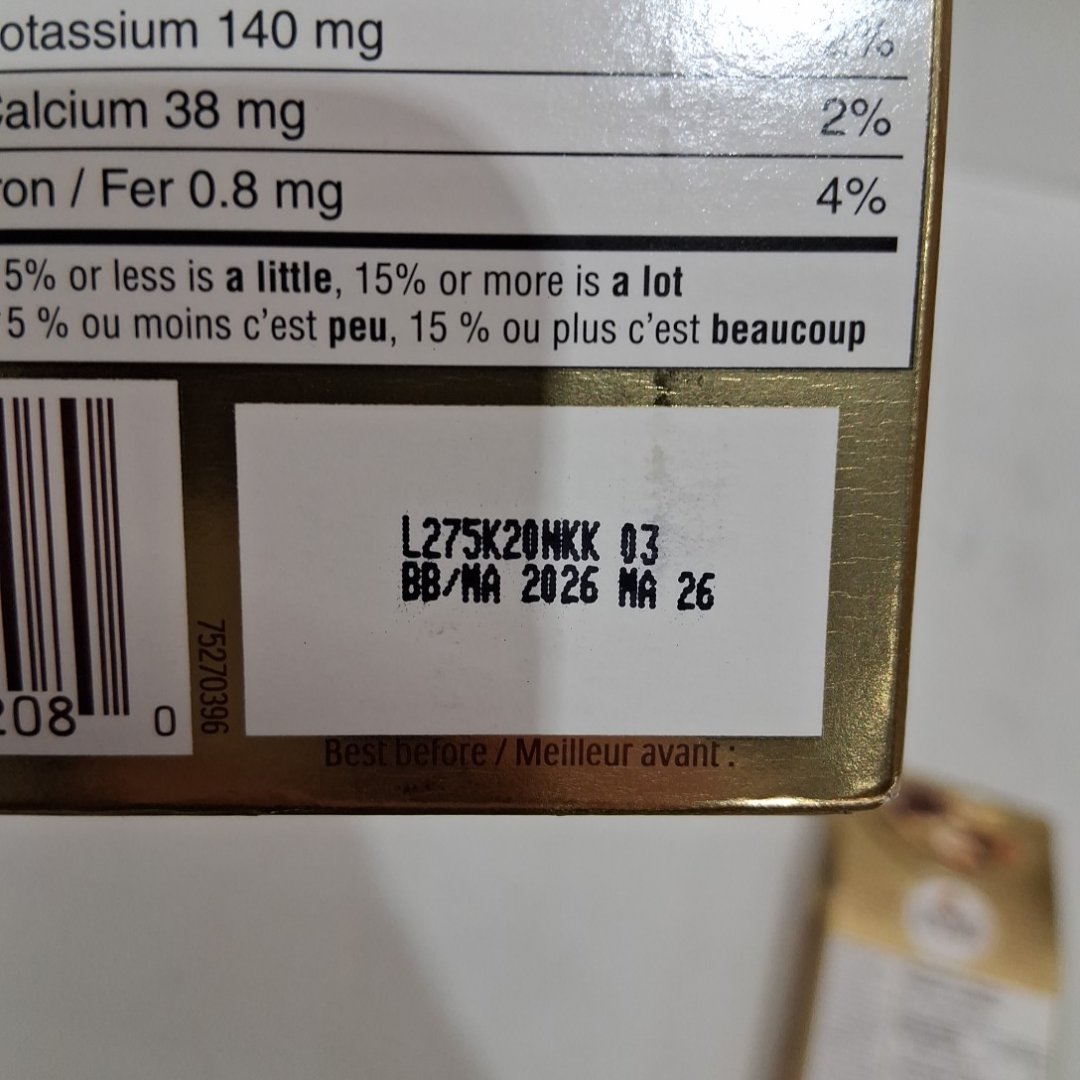 otassium 140 mg
alcium 38 mg 2%
ron / Fer 0.8 mg 4%
5% or less is a little, 15% or more is a lot
5 % ou moins c'est peu, 15 % ou plus c'est beaucoup
L275K20HKK 03
BB/MA 2026 MA 26
208 0
75270396
Best before / Meilleur avant :